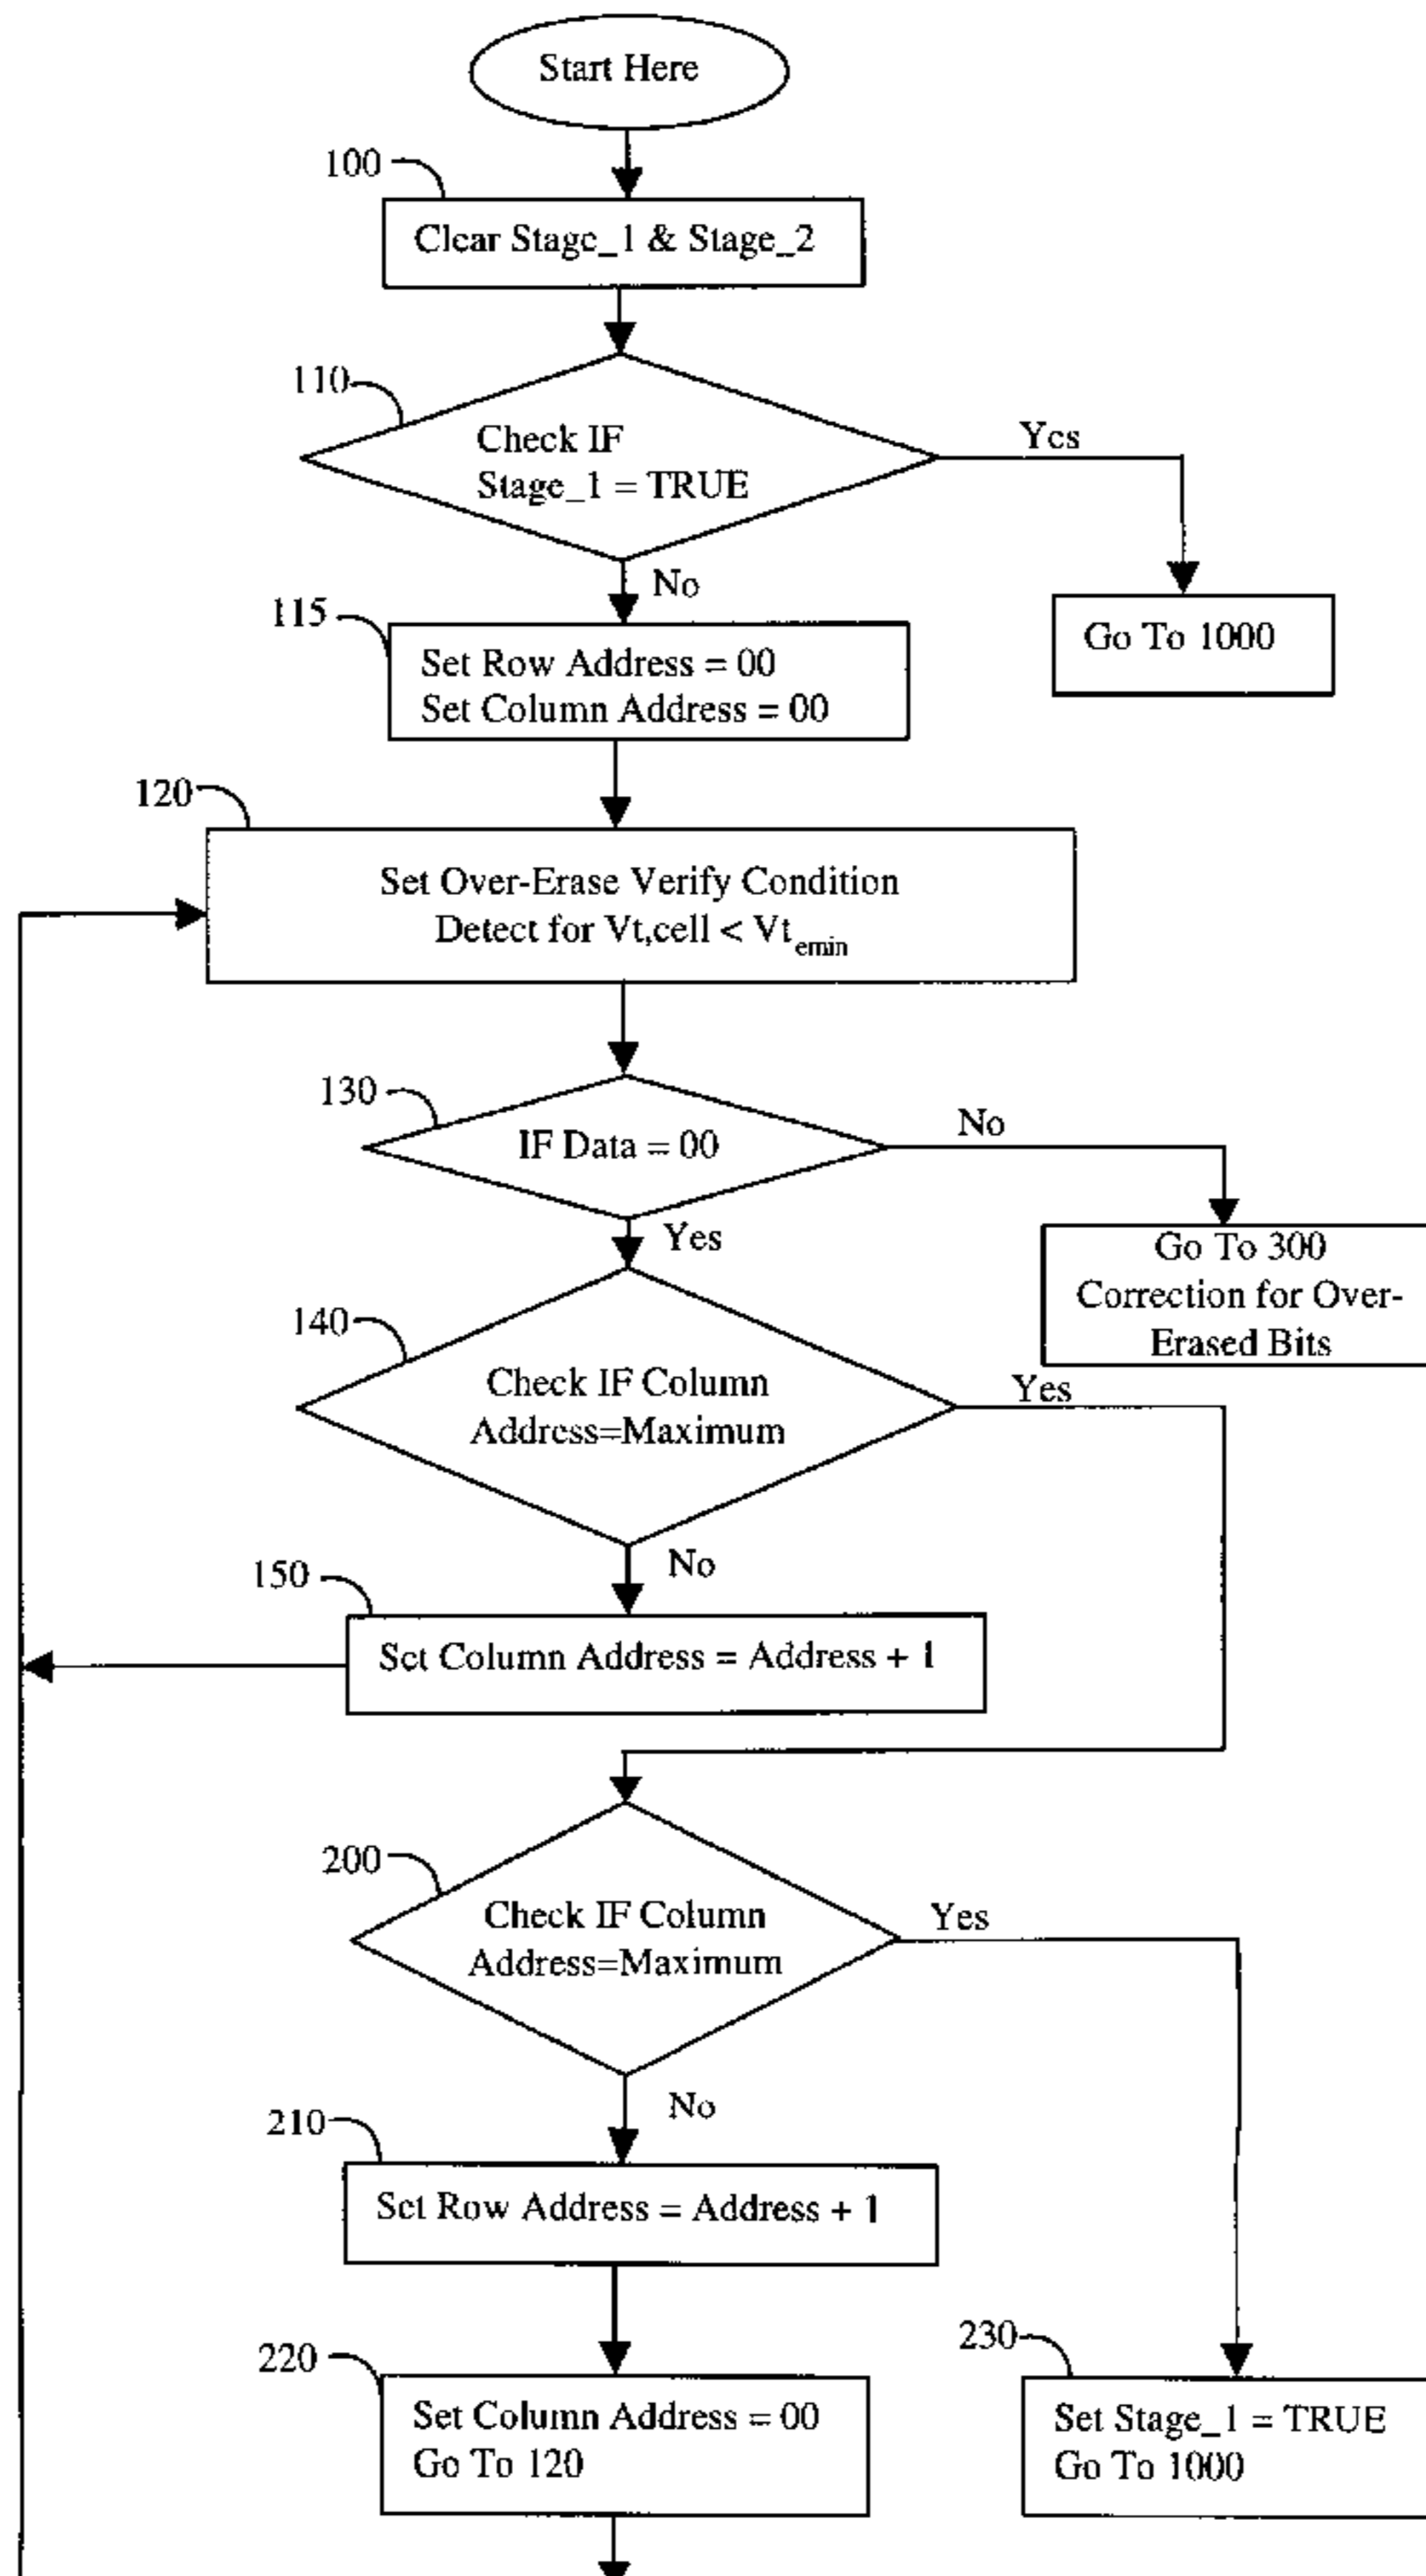 Start Here
100
Clear Stage_1 & Stage_2
110
Check IF
Stage_1 = TRUE
Yes
No
Go To 1000
115
Set Row Address = 00
Set Column Address = 00
120
Set Over-Erase Verify Condition
Detect for Vt,cell < Vt emin
130
IF Data = 00
No
Yes
Go To 300
Correction for Over-
Erased Bits
140
Check IF Column
Address=Maximum
Yes
No
150
Set Column Address = Address + 1
200
Check IF Column
Address=Maximum
Yes
No
210
Set Row Address = Address + 1
220
Set Column Address = 00
Go To 120
230
Set Stage_1 = TRUE
Go To 1000